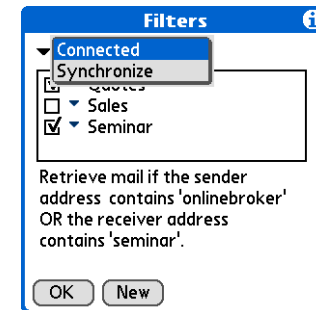 Filters
Connected
Synchronize
Quotes
Sales
Seminar
Retrieve mail if the sender
address contains 'onlinebroker'
OR the receiver address
contains 'seminar'.
OK New